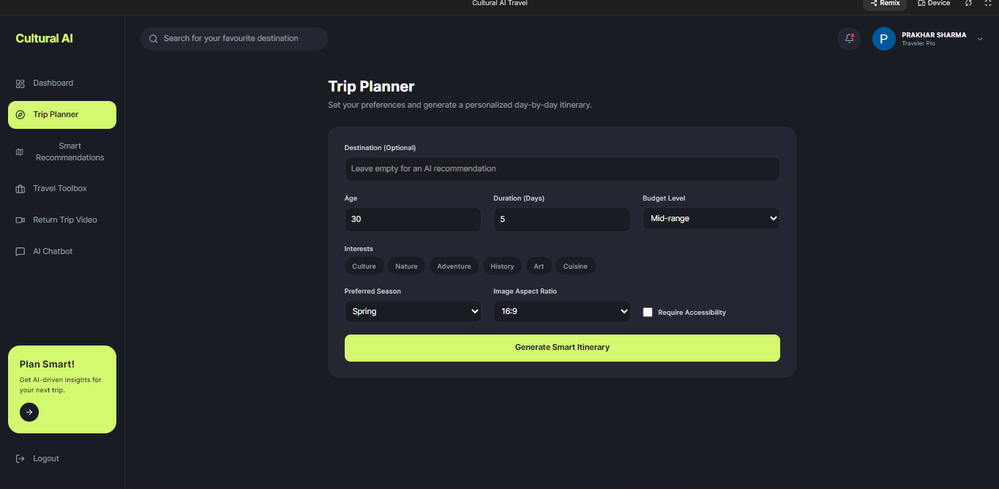 Cultural AI Travel
Remix
Device
Cultural AI
Search for your favourite destination
P
PRAKHAR SHARMA
Traveler Pro
Dashboard
Trip Planner
Smart
Recommendations
Travel Toolbox
Return Trip Video
AI Chatbot
Plan Smart!
Get AI-driven insights for
your next trip.
Logout
Trip Planner
Set your preferences and generate a personalized day-by-day itinerary.
Destination (Optional)
Leave empty for an AI recommendation
Age
Duration (Days)
Budget Level
30
5
Mid-range
Interests
Culture
Nature
Adventure
History
Art
Cuisine
Preferred Season
Image Aspect Ratio
Spring
16:9
Require Accessibility
Generate Smart Itinerary